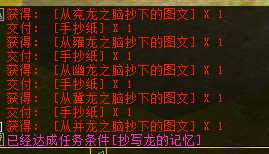 获得: [从兖龙之脑抄下的图文] X 1
交付: [手抄纸] X 1
获得: [从雍龙之脑抄下的图文] X 1
交付: [手抄纸] X 1
获得: [从幽龙之脑抄下的图文] X 1
交付: [手抄纸] X 1
获得: [从冀龙之脑抄下的图文] X 1
交付: [手抄纸] X 1
获得: [从并龙之脑抄下的图文] X 1
已经达成任务条件[抄写龙的记忆]